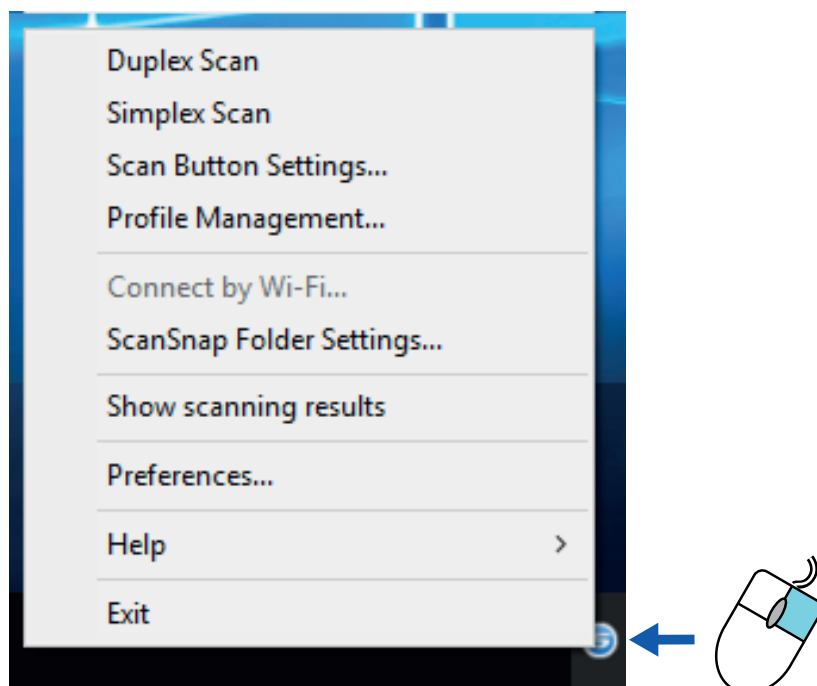 Duplex Scan
Simplex Scan
Scan Button Settings...
Profile Management...
Connect by Wi-Fi...
ScanSnap Folder Settings...
Show scanning results
Preferences...
Help
Exit